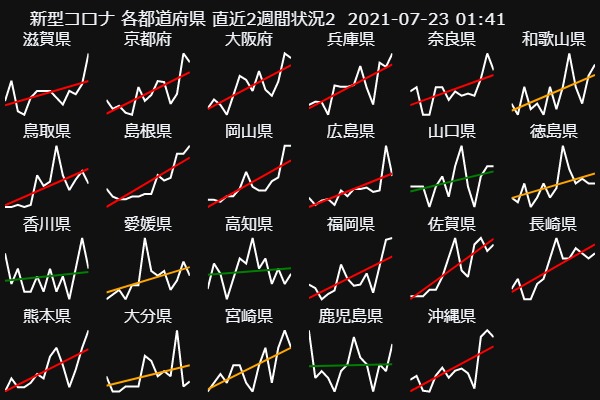 新型コロナ 各都道府県 直近2週間状況2 2021-07-23 01:41
滋賀県 京都府 大阪府 兵庫県 奈良県 和歌山県
鳥取県 島根県 岡山県 広島県 山口県 徳島県
香川県 愛媛県 高知県 福岡県 佐賀県 長崎県
熊本県 大分県 宮崎県 鹿児島県 沖縄県